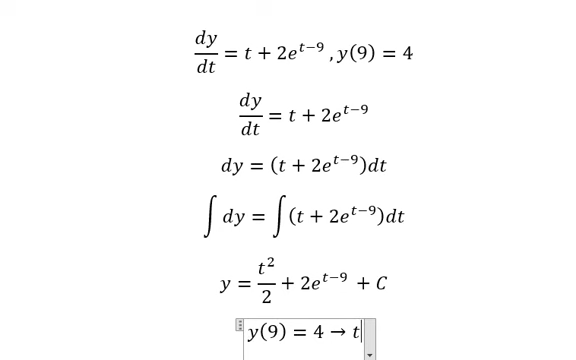 dy/dt = t + 2e^{t−9} , y(9) = 4
dy/dt = t + 2e^{t−9}
dy = (t + 2e^{t−9})dt
∫ dy = ∫ (t + 2e^{t−9})dt
y = t²/2 + 2e^{t−9} + C
y(9) = 4 → t